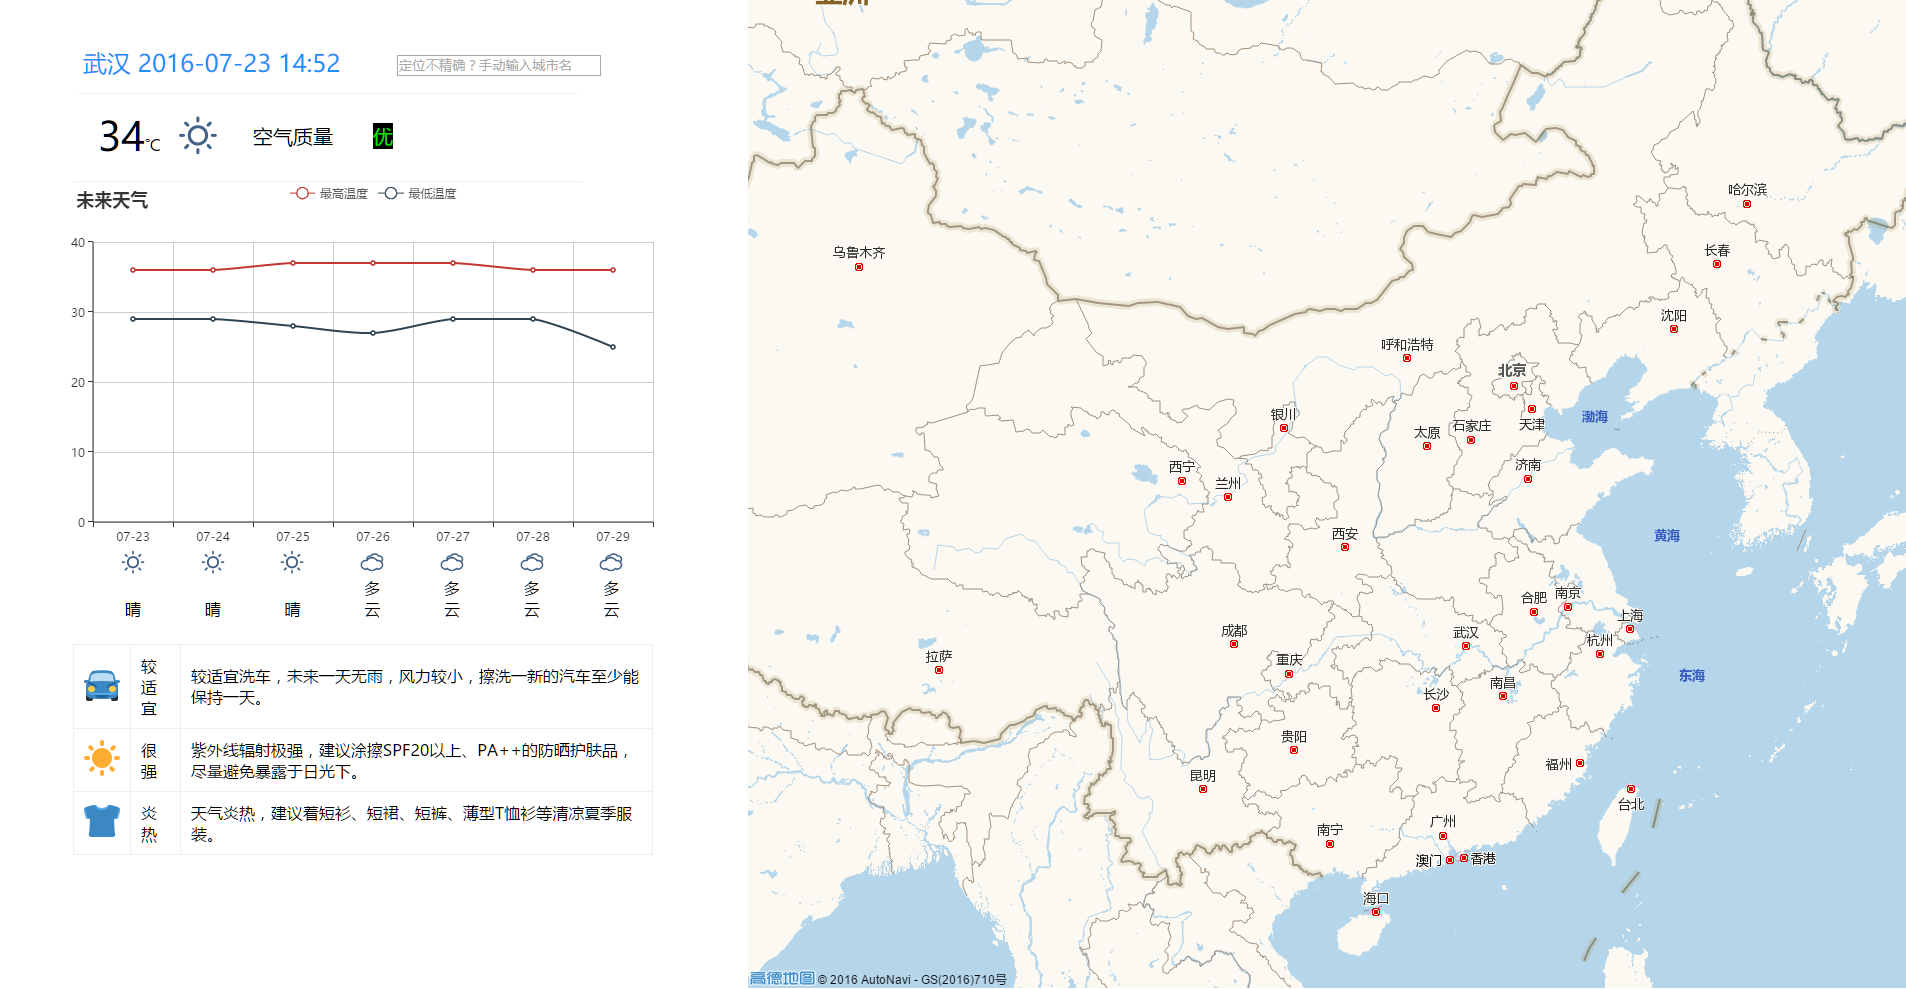 武汉 2016-07-23 14:52
定位不精确？手动输入城市名
34℃
空气质量
优
未来天气
最高温度
最低温度
40
30
20
10
0
07-23
07-24
07-25
07-26
07-27
07-28
07-29
晴
晴
晴
多
云
多
云
多
云
多
云
较
适
宜
较适宜洗车，未来一天无雨，风力较小，擦洗一新的汽车至少能
保持一天。
很
强
紫外线辐射极强，建议涂擦SPF20以上、PA++的防晒护肤品，
尽量避免暴露于日光下。
炎
热
天气炎热，建议着短衫、短裙、短裤、薄型T恤衫等清凉夏季服
装。
哈尔滨
长春
乌鲁木齐
沈阳
呼和浩特
北京
银川
渤海
天津
石家庄
太原
西宁
济南
兰州
西安
黄海
南京
合肥
上海
成都
武汉
杭州
拉萨
重庆
东海
南昌
长沙
贵阳
福州
昆明
台北
广州
南宁
澳门
香港
海口
高德地图 © 2016 AutoNavi - GS(2016)710号